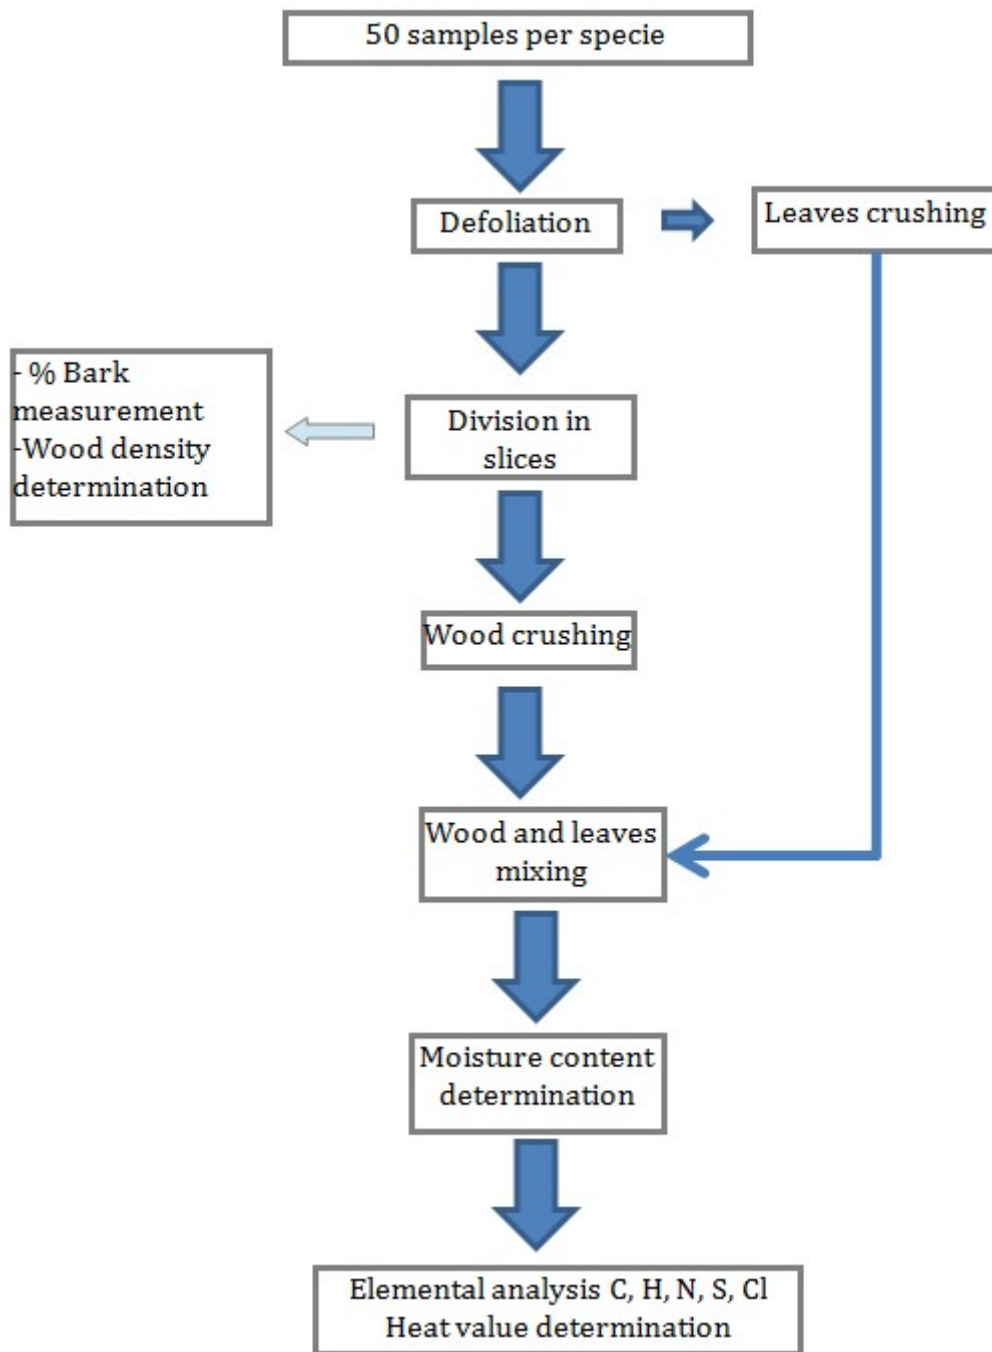 50 samples per specie
Defoliation
Leaves crushing
- % Bark
measurement
-Wood density
determination
Division in
slices
Wood crushing
Wood and leaves
mixing
Moisture content
determination
Elemental analysis C, H, N, S, Cl
Heat value determination